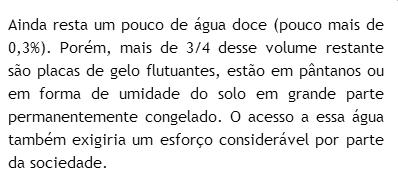 Ainda resta um pouco de água doce (pouco mais de
0,3%). Porém, mais de 3/4 desse volume restante
são placas de gelo flutuantes, estão em pântanos ou
em forma de umidade do solo em grande parte
permanentemente congelado. O acesso a essa água
também exigiria um esforço considerável por parte
da sociedade.